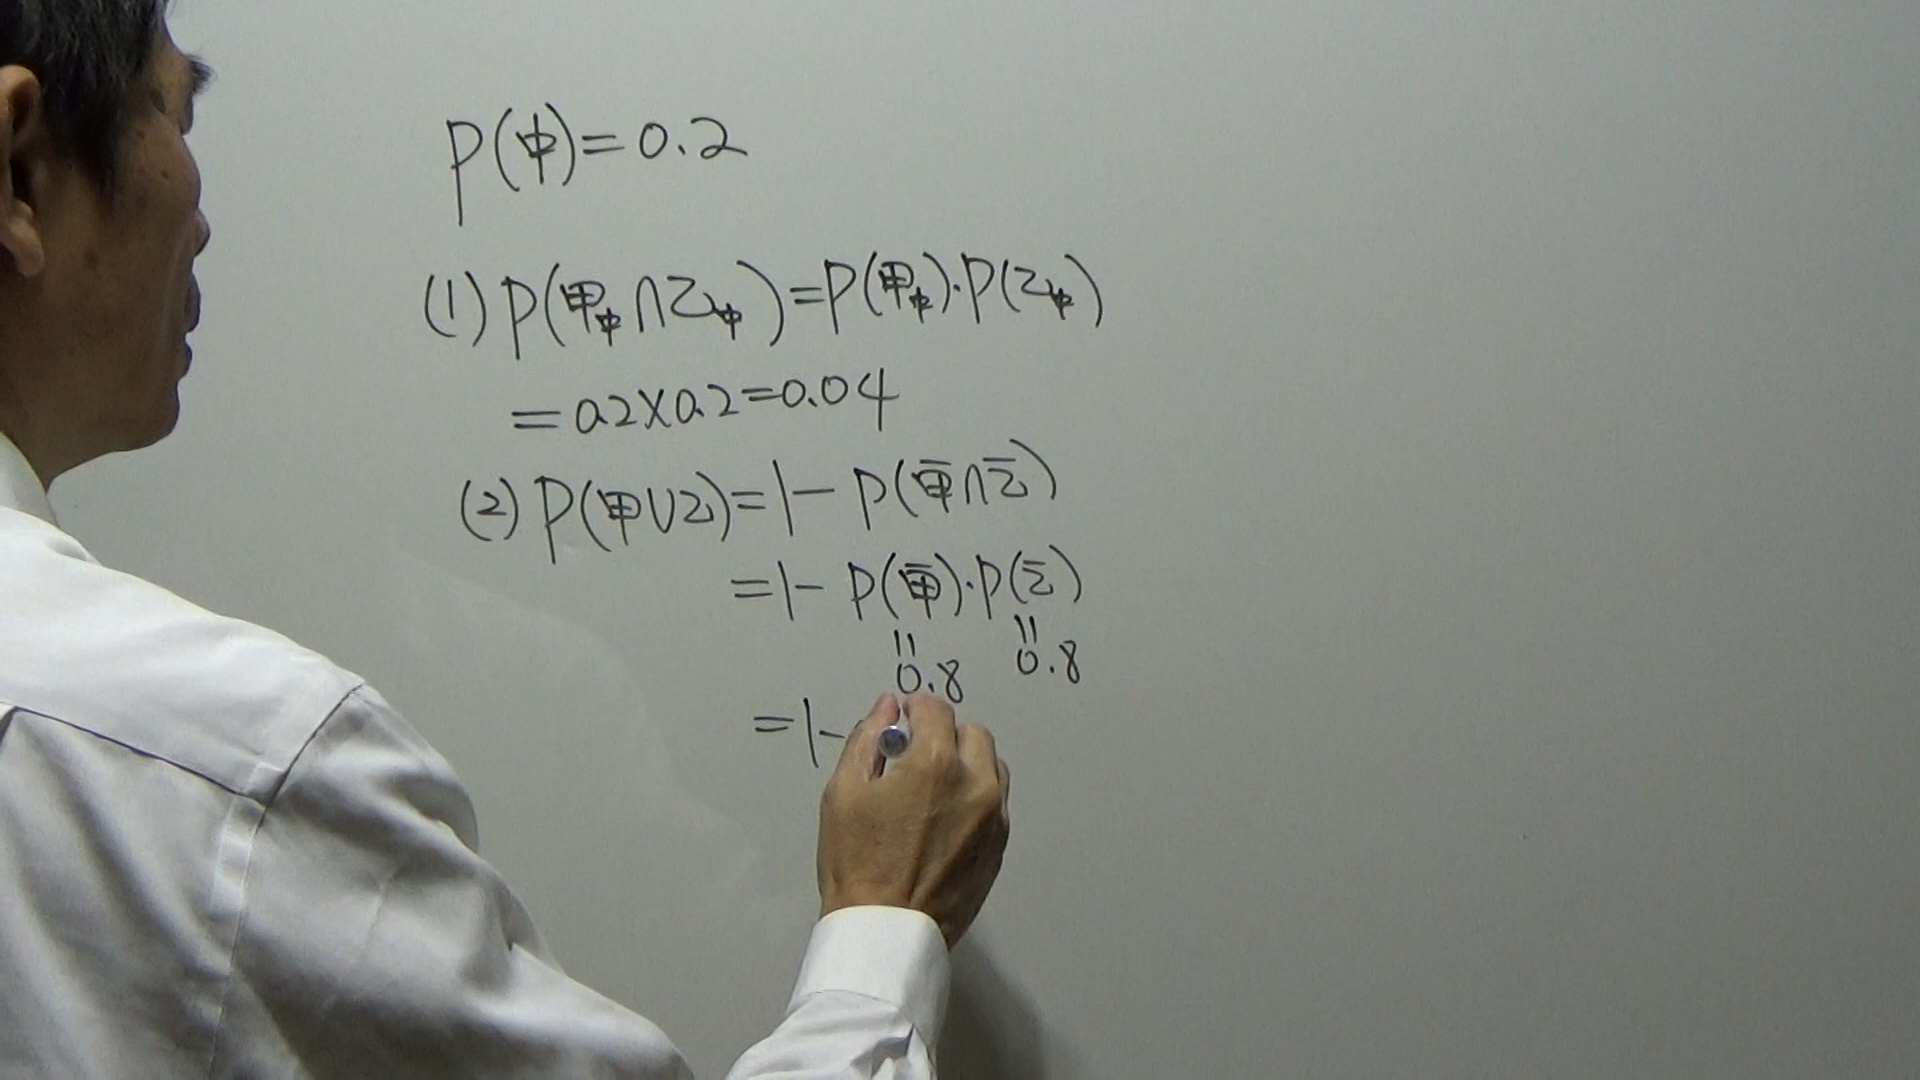 P(中)=0.2
(1) P(甲中∩乙中)=P(甲中)·P(乙中)
=0.2×0.2=0.04
(2) P(甲∪乙)=1-P(甲̅∩乙̅)
=1-P(甲̅)·P(乙̅)
|| ||
0.8 0.8
=1-